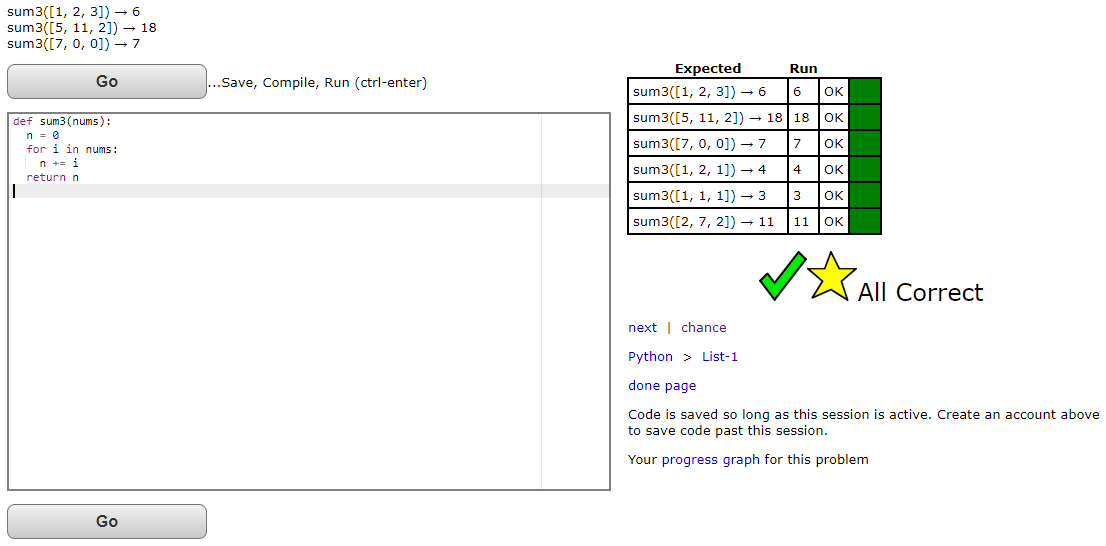 sum3([1, 2, 3]) → 6
sum3([5, 11, 2]) → 18
sum3([7, 0, 0]) → 7
Go
...Save, Compile, Run (ctrl-enter)
def sum3(nums):
  n = 0
  for i in nums:
    n += i
  return n
Go
Expected Run
sum3([1, 2, 3]) → 6 6 OK
sum3([5, 11, 2]) → 18 18 OK
sum3([7, 0, 0]) → 7 7 OK
sum3([1, 2, 1]) → 4 4 OK
sum3([1, 1, 1]) → 3 3 OK
sum3([2, 7, 2]) → 11 11 OK
All Correct
next | chance
Python > List-1
done page
Code is saved so long as this session is active. Create an account above
to save code past this session.
Your progress graph for this problem